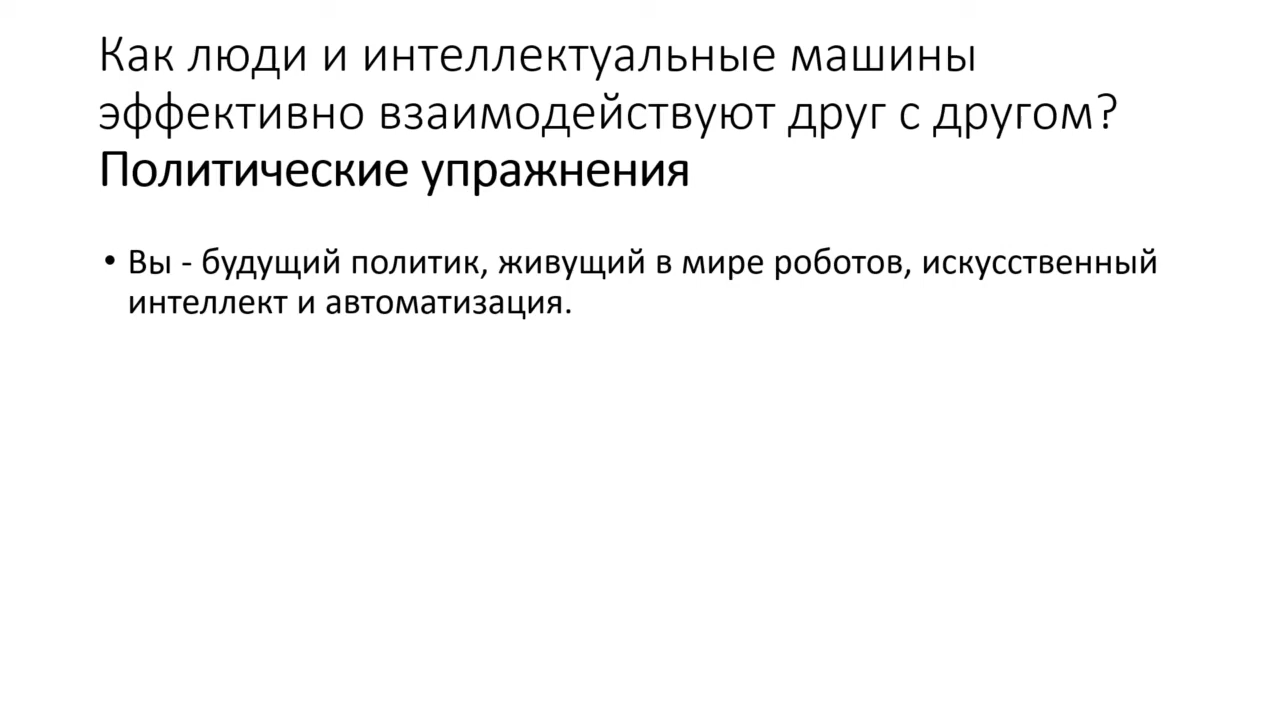 Как люди и интеллектуальные машины
эффективно взаимодействуют друг с другом?
Политические упражнения
• Вы - будущий политик, живущий в мире роботов, искусственный
интеллект и автоматизация.